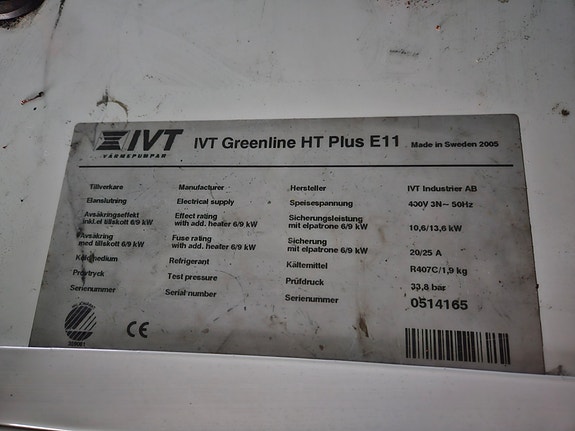 IVT
VÄRMEPUMPAR
IVT Greenline HT Plus E11 Made in Sweden 2005
Tillverkare Manufacturer Hersteller IVT Industrier AB
Elanslutning Electrical supply Speisespannung 400V 3N~ 50Hz
Avsäkringseffekt Effect rating Sicherungsleistung
inkl.el tillskott 6/9 kW with add. heater 6/9 kW mit elpatrone 6/9 kW 10,6/13,6 kW
Avsäkring Fuse rating Sicherung
med tillskott 6/9 kW with add. heater 6/9 kW mit elpatrone 6/9 kW 20/25 A
Köldmedium Refrigerant Kältemittel R407C/1,9 kg
Provtryck Test pressure Prüfdruck 33,8 bar
Serienummer Serial number Serienummer 0514165
CE